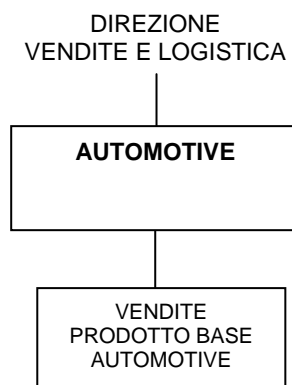 DIREZIONE
VENDITE E LOGISTICA
AUTOMOTIVE
VENDITE
PRODOTTO BASE
AUTOMOTIVE